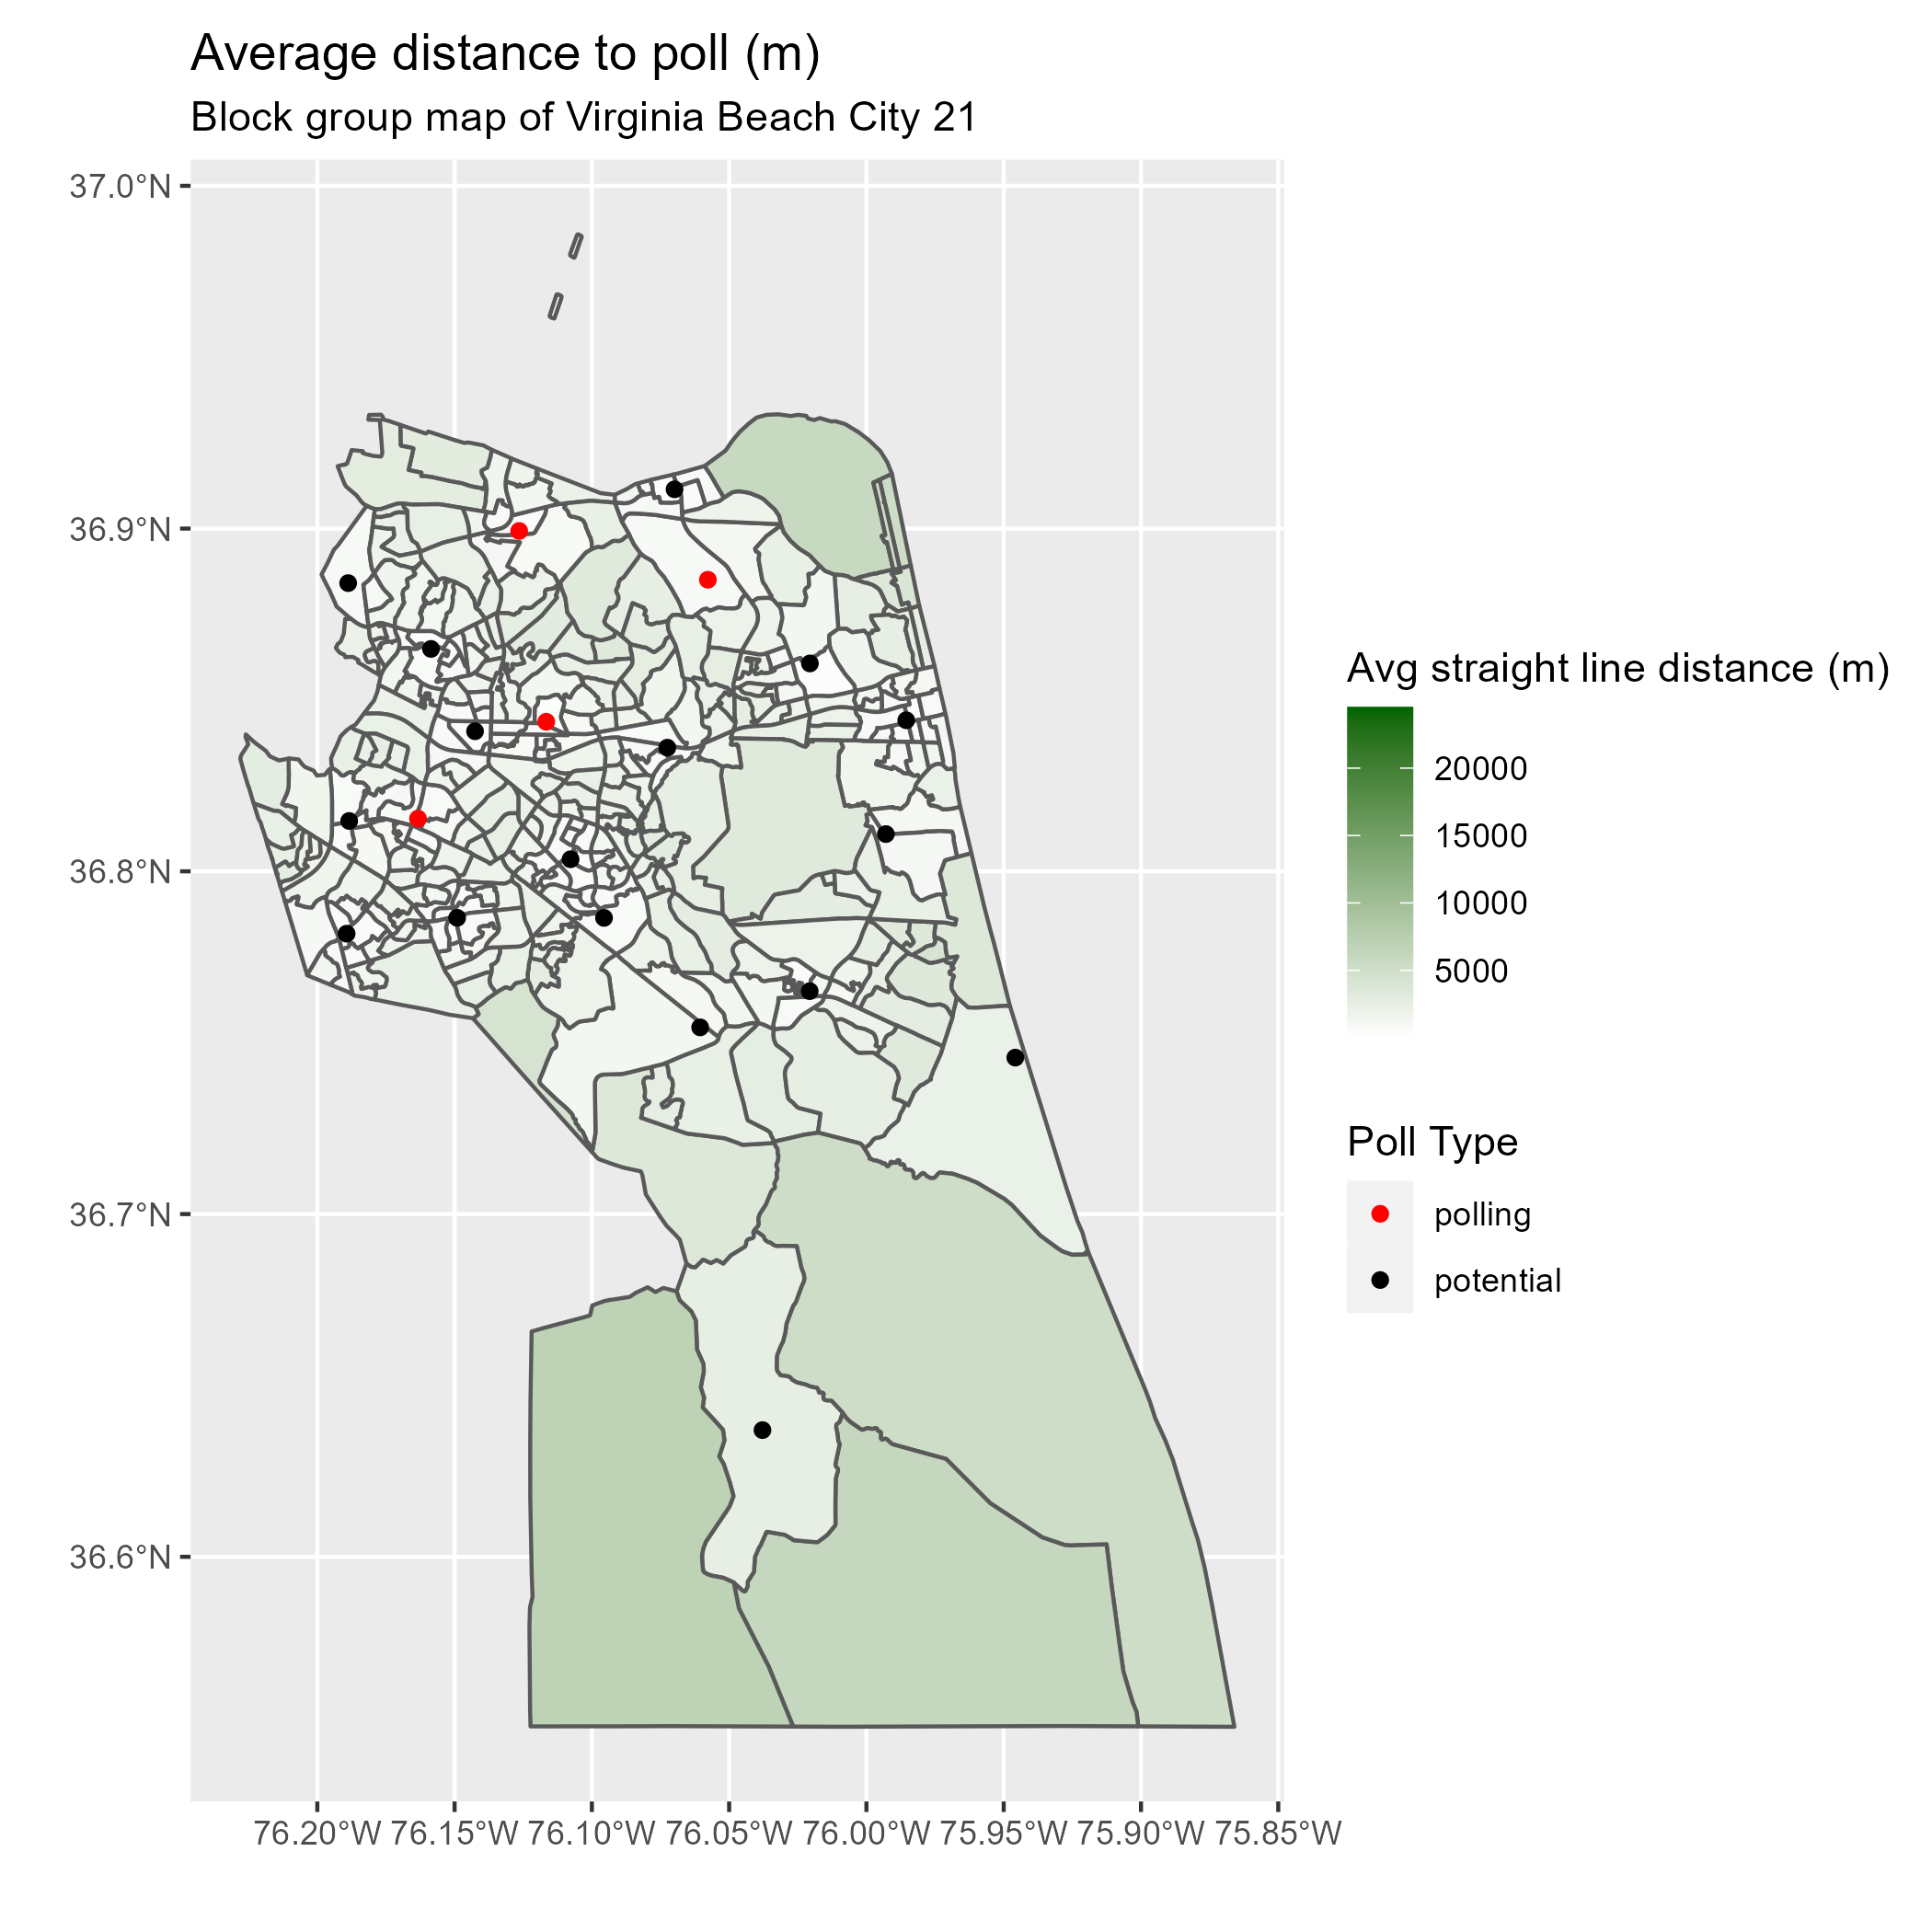 Average distance to poll (m)
Block group map of Virginia Beach City 21
37.0°N
36.9°N
36.8°N
36.7°N
36.6°N
76.20°W 76.15°W 76.10°W 76.05°W 76.00°W 75.95°W 75.90°W 75.85°W
Avg straight line distance (m)
20000
15000
10000
5000
Poll Type
polling
potential